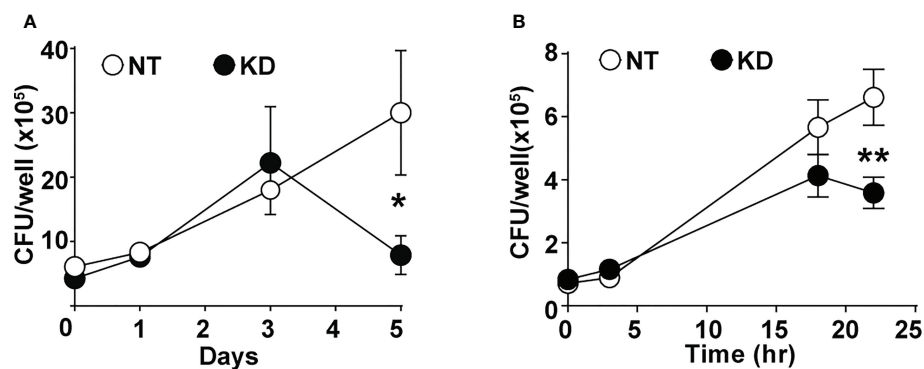 A
NT KD
CFU/well (x10⁵)
40
30
20
10
0 1 2 3 4 5
*
Days
B
NT KD
CFU/well(x10⁵)
8
6
4
2
0
**
0 5 10 15 20 25
Time (hr)